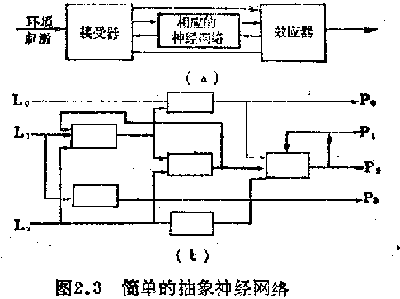 环境
刺激
接受器
相应的
神经网络
效应器
(a)
L₀
P₀
L₁
P₁
P₂
P₃
L₂
(b)
图2.3 简单的抽象神经网络